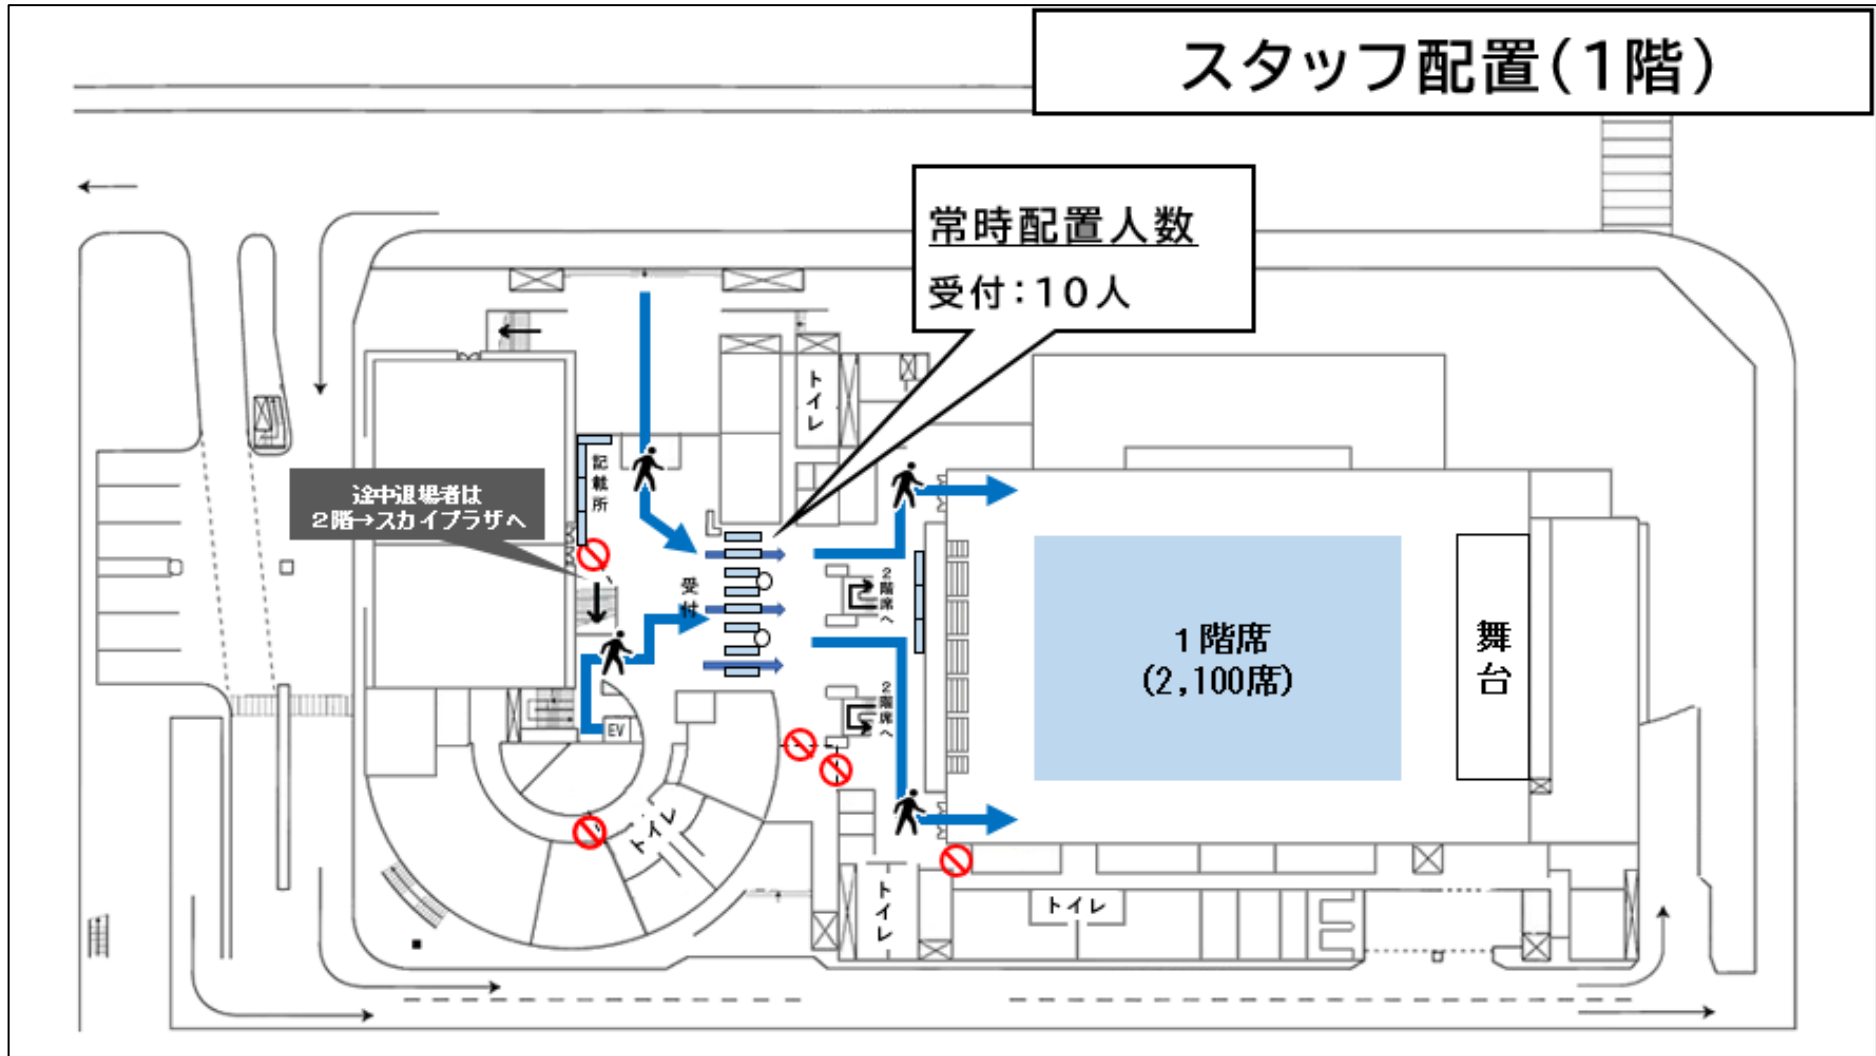 スタッフ配置(1階)
常時配置人数
受付:10人
トイレ
記載所
途中退場者は
2階→スカイプラザへ
受付
2階席へ
1階席
(2,100席)
舞台
2階席へ
EV
トイレ
トイレ
トイレ